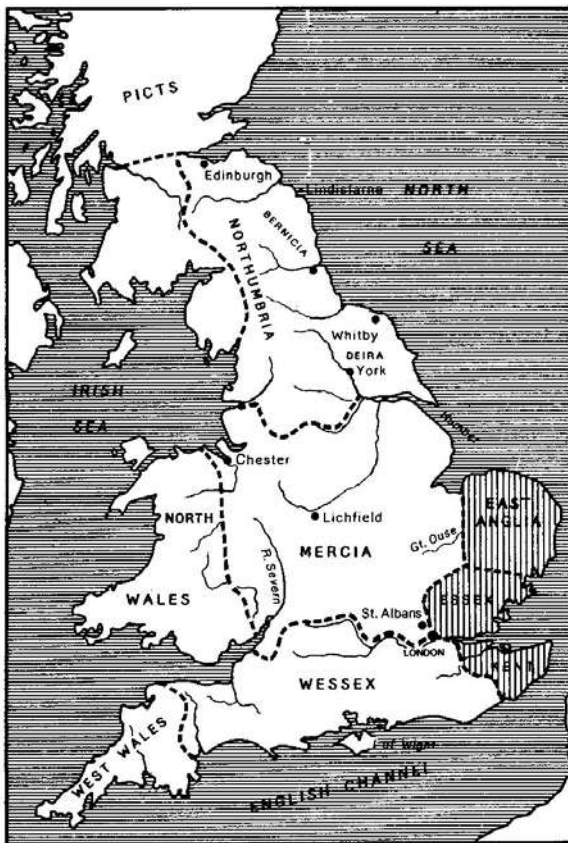 PICTS
Edinburgh
Lindisfarne
NORTH
SEA
BERNICIA
NORTHUMBRIA
Whitby
DEIRA
York
IRISH
SEA
Humber
Chester
NORTH
WALES
Lichfield
MERCIA
R. Severn
Gt. Ouse
EAST
ANGLIA
ESSEX
St. Albans
LONDON
KENT
WESSEX
I of Wight
WEST WALES
ENGLISH CHANNEL